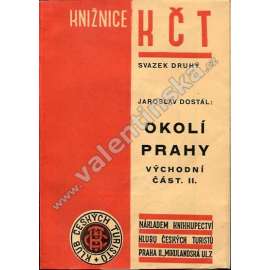 KNIŽNICE
KČT
SVAZEK DRUHÝ
JAROSLAV DOSTÁL:
OKOLÍ
PRAHY
VÝCHODNÍ
ČÁST. II.
KLUB ČESKÝCH TURISTŮ
NÁKLADEM KNIHKUPECTVÍ
KLUBU ČESKÝCH TURISTŮ
PRAHA II., MIKULANDSKÁ UL. 7.
www.valentinska.cz